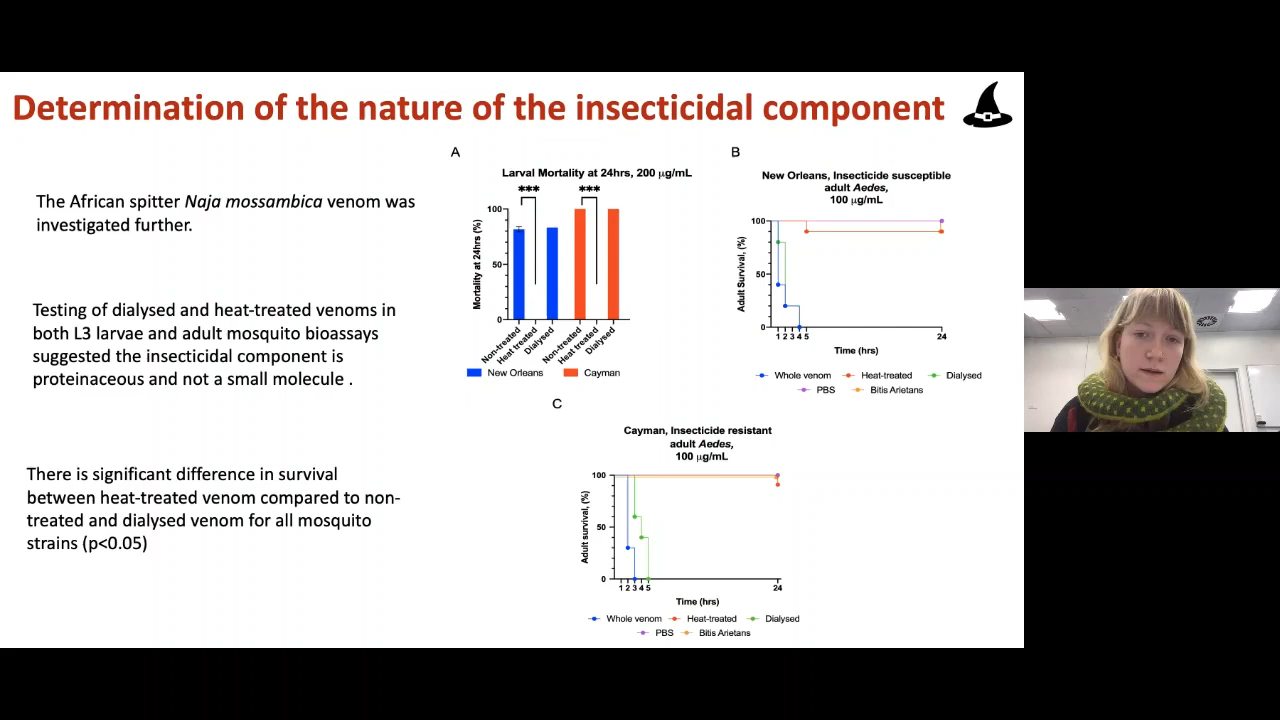 Determination of the nature of the insecticidal component
The African spitter Naja mossambica venom was
investigated further.
Testing of dialysed and heat-treated venoms in
both L3 larvae and adult mosquito bioassays
suggested the insecticidal component is
proteinaceous and not a small molecule .
There is significant difference in survival
between heat-treated venom compared to non-
treated and dialysed venom for all mosquito
strains (p<0.05)
A
Larval Mortality at 24hrs, 200 μg/mL
*** ***
Mortality at 24hrs (%)
100
50
0
Non-treated Heat treated Dialysed Non-treated Heat treated Dialysed
New Orleans Cayman
B
New Orleans, Insecticide susceptible
adult Aedes,
100 μg/mL
Adult Survival, (%)
100
50
0
1 2 3 4 5 24
Time (hrs)
Whole venom Heat-treated Dialysed
PBS Bitis Arietans
C
Cayman, Insecticide resistant
adult Aedes,
100 μg/mL
Adult survival, (%)
100
50
0
1 2 3 4 5 24
Time (hrs)
Whole venom Heat-treated Dialysed
PBS Bitis Arietans